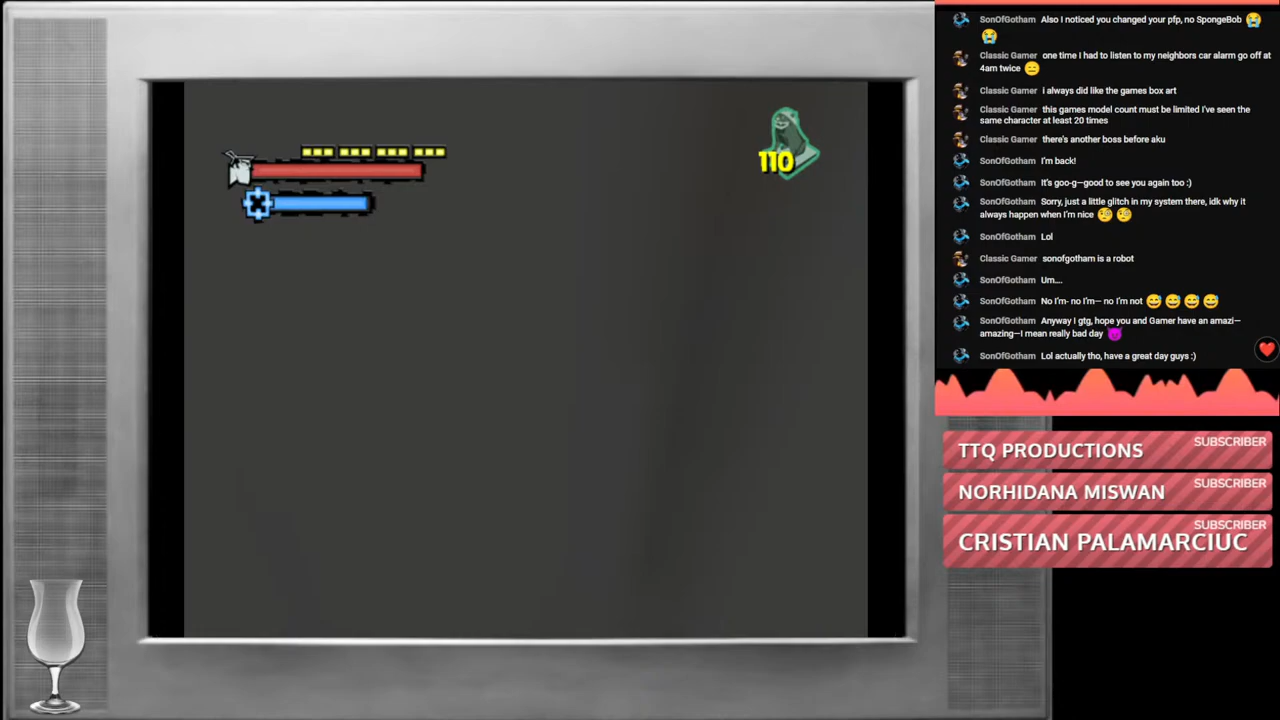 SonOfGotham Also I noticed you changed your pfp, no SpongeBob 😭
😭
Classic Gamer one time I had to listen to my neighbors car alarm go off at
4am twice 😑
Classic Gamer i always did like the games box art
Classic Gamer this games model count must be limited I've seen the
same character at least 20 times
Classic Gamer there's another boss before aku
SonOfGotham I'm back!
SonOfGotham It's goo-g—good to see you again too :)
SonOfGotham Sorry, just a little glitch in my system there, idk why it
always happen when I'm nice 🧐 🧐
SonOfGotham Lol
Classic Gamer sonofgotham is a robot
SonOfGotham Um....
SonOfGotham No I'm- no I'm— no I'm not 😅 😅 😅 😅
SonOfGotham Anyway I gtg, hope you and Gamer have an amazi—
amazing—I mean really bad day 😈
SonOfGotham Lol actually tho, have a great day guys :)
110
TTQ PRODUCTIONS SUBSCRIBER
NORHIDANA MISWAN SUBSCRIBER
CRISTIAN PALAMARCIUC SUBSCRIBER